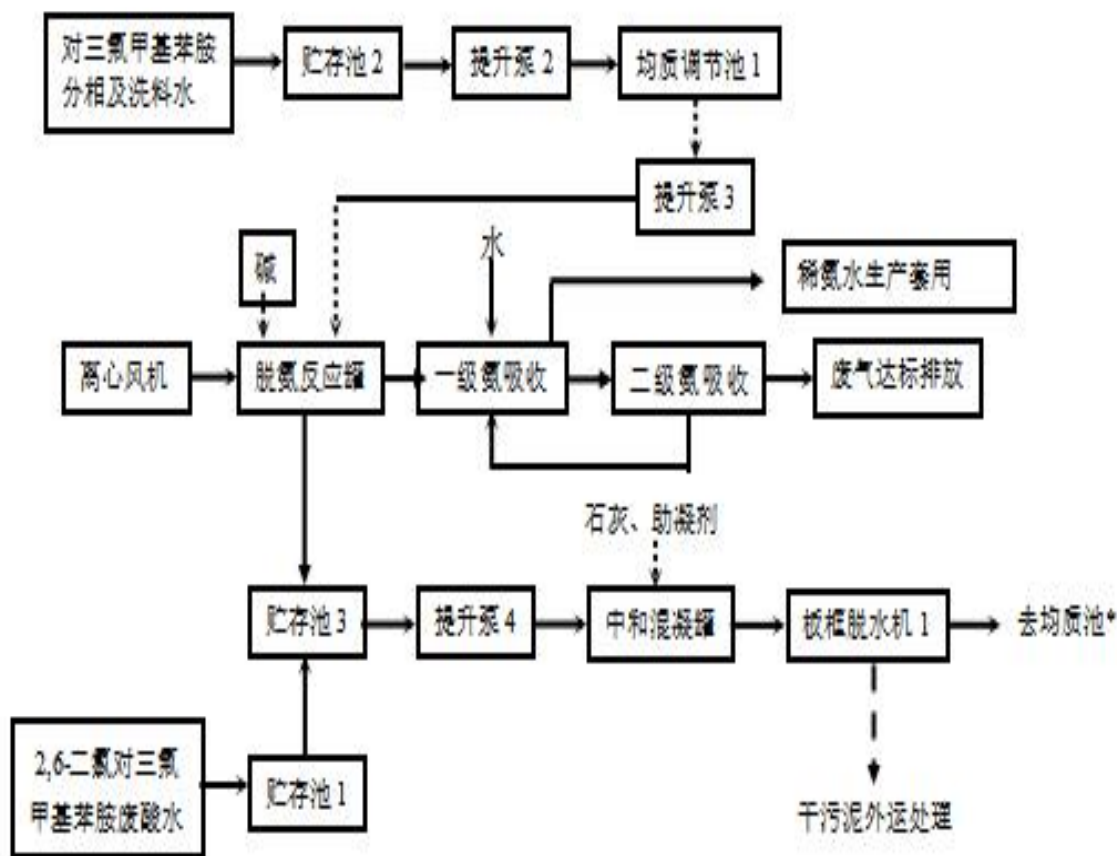 对三氟甲基苯胺
分相及洗料水
贮存池 2
提升泵 2
均质调节池 1
提升泵 3
碱
水
稀氨水生产套用
离心风机
脱氨反应罐
一级氨吸收
二级氨吸收
废气达标排放
石灰、助凝剂
贮存池 3
提升泵 4
中和混凝罐
板框脱水机 1
去均质池*
2,6-二氯对三氟
甲基苯胺废酸水
贮存池 1
干污泥外运处理